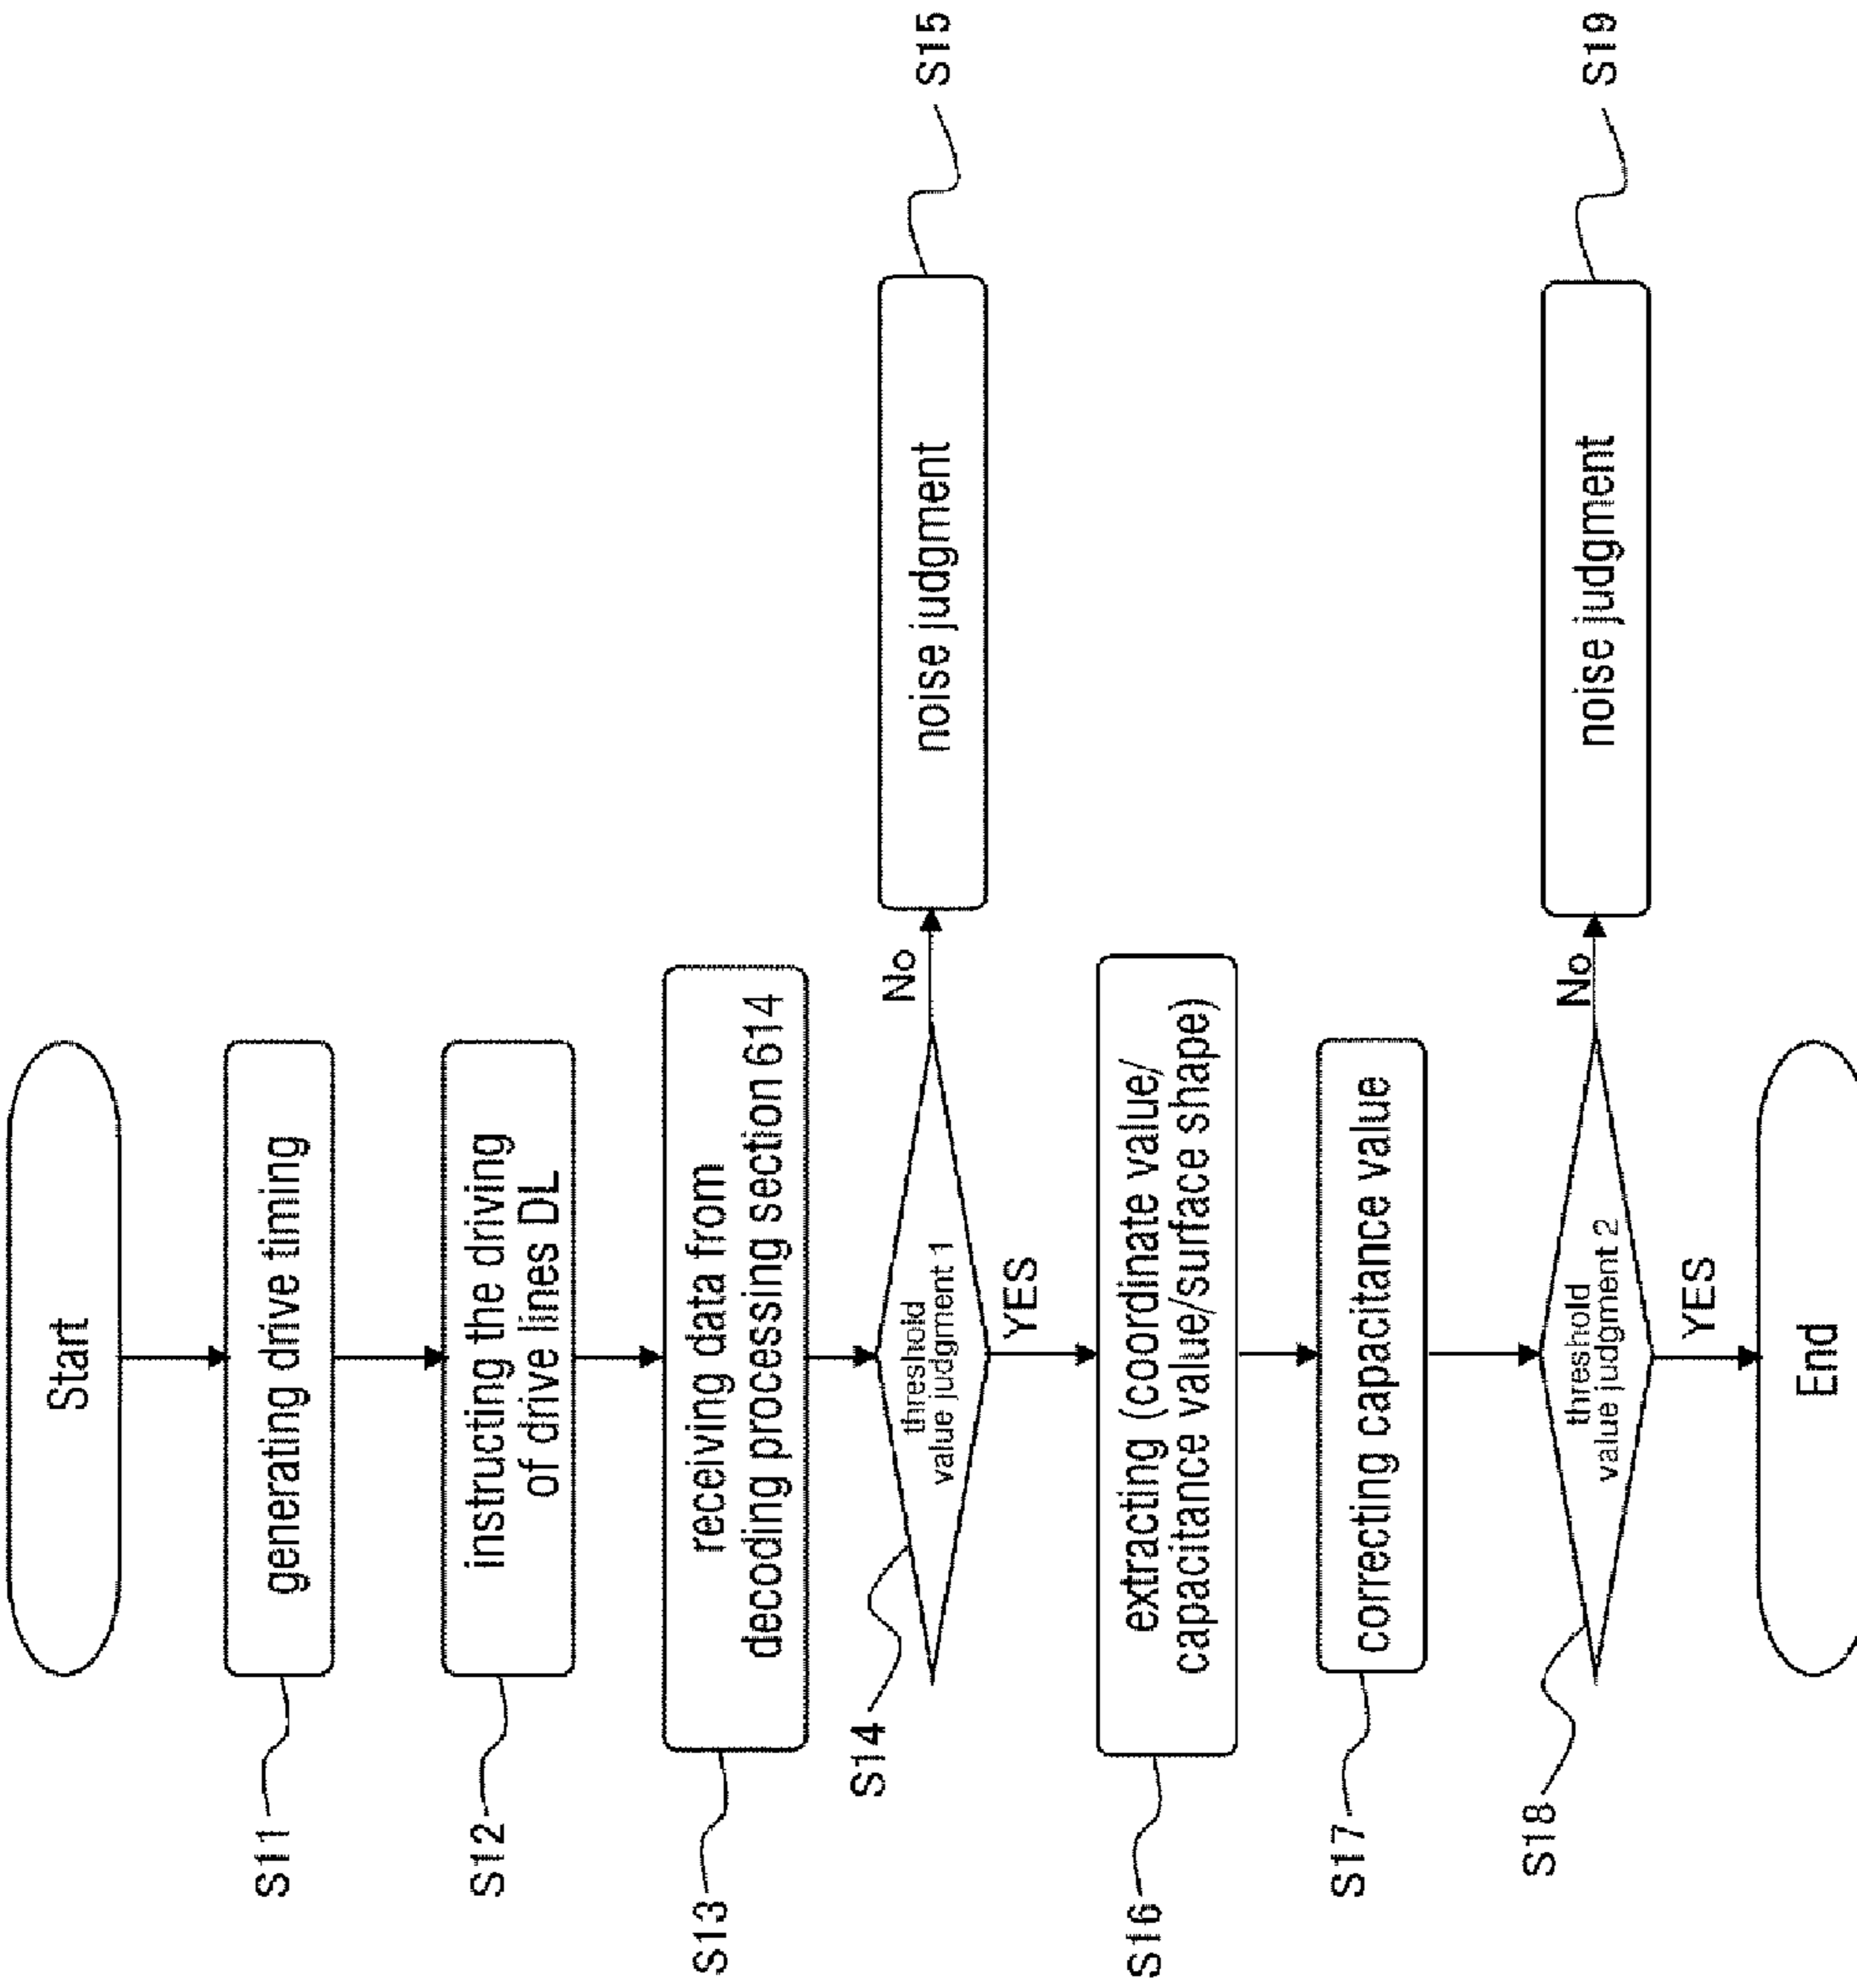 Start
S11
generating drive timing
S12
instructing the driving
of drive lines DL
S13
receiving data from
decoding processing section 614
S14
threshold
value judgment 1
No
noise judgment
S15
YES
S16
extracting (coordinate value/
capacitance value/surface shape)
S17
correcting capacitance value
S18
threshold
value judgment 2
No
noise judgment
S19
YES
End